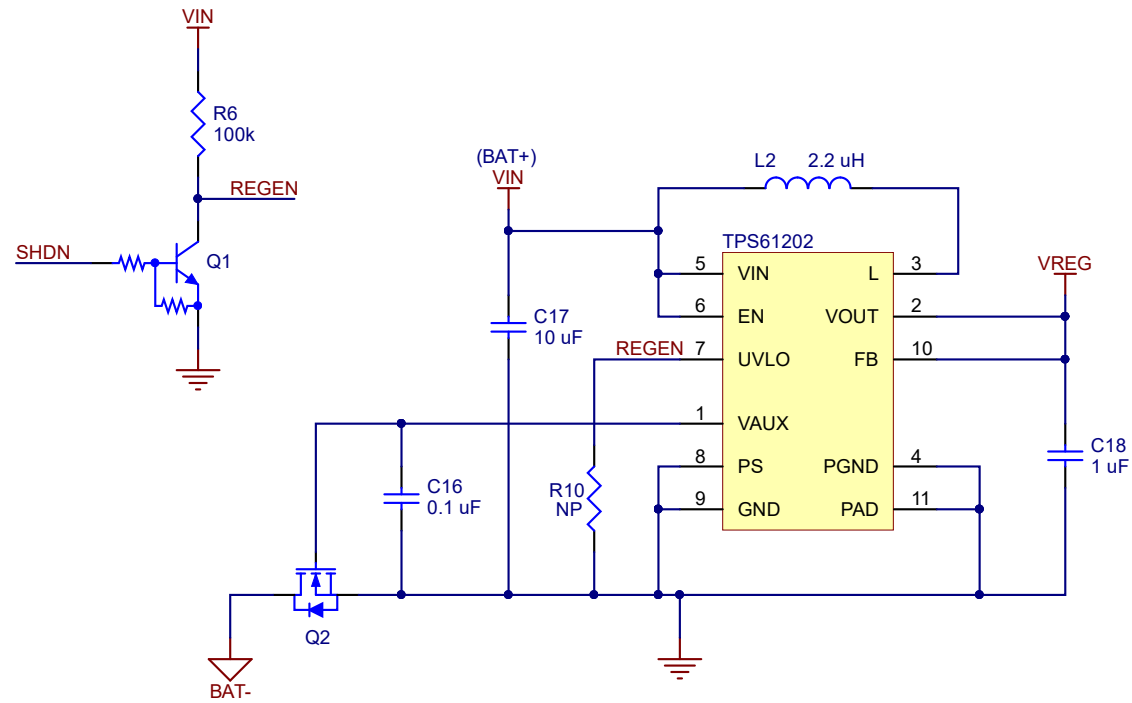 VIN
R6
100k
REGEN
SHDN
Q1
(BAT+)
VIN
L2 2.2 uH
TPS61202
5 VIN L 3
6 EN VOUT 2
REGEN 7 UVLO FB 10
1 VAUX
8 PS PGND 4
9 GND PAD 11
VREG
C17
10 uF
C18
1 uF
C16
0.1 uF
R10
NP
Q2
BAT-